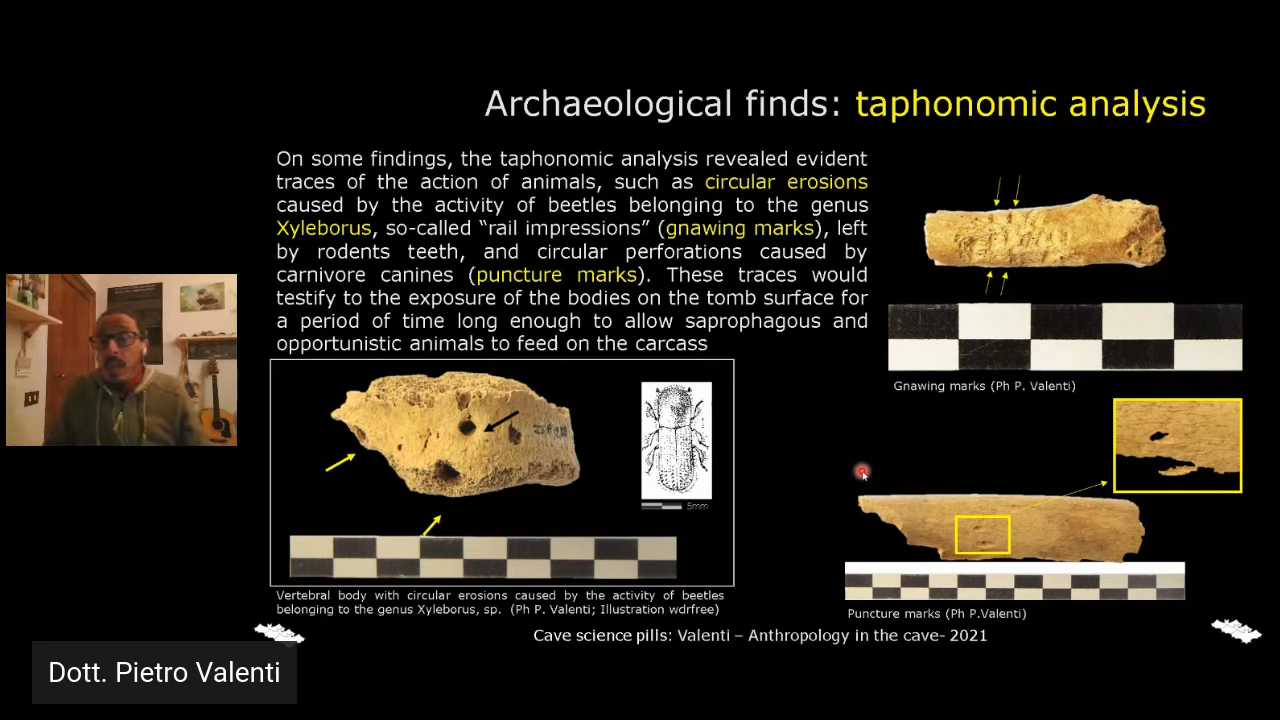 Archaeological finds: taphonomic analysis
On some findings, the taphonomic analysis revealed evident
traces of the action of animals, such as circular erosions
caused by the activity of beetles belonging to the genus
Xyleborus, so-called “rail impressions” (gnawing marks), left
by rodents teeth, and circular perforations caused by
carnivore canines (puncture marks). These traces would
testify to the exposure of the bodies on the tomb surface for
a period of time long enough to allow saprophagous and
opportunistic animals to feed on the carcass
Gnawing marks (Ph P. Valenti)
5mm
Vertebral body with circular erosions caused by the activity of beetles
belonging to the genus Xyleborus, sp. (Ph P. Valenti; Illustration wdrfree)
Puncture marks (Ph P.Valenti)
Cave science pills: Valenti – Anthropology in the cave- 2021
Dott. Pietro Valenti